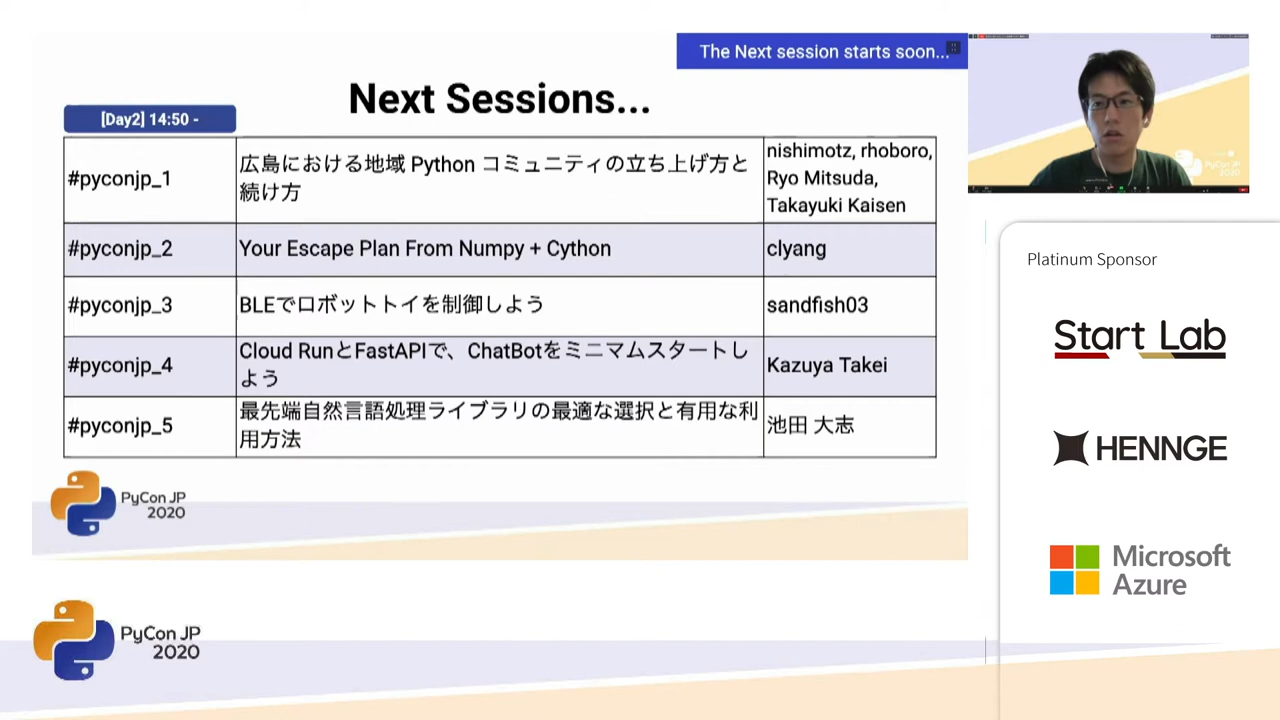 The Next session starts soon...
Next Sessions...
[Day2] 14:50 -
#pyconjp_1
広島における地域 Python コミュニティの立ち上げ方と
続け方
nishimotz, rhoboro,
Ryo Mitsuda,
Takayuki Kaisen
#pyconjp_2
Your Escape Plan From Numpy + Cython
clyang
#pyconjp_3
BLEでロボットトイを制御しよう
sandfish03
#pyconjp_4
Cloud RunとFastAPIで、ChatBotをミニマムスタートし
よう
Kazuya Takei
#pyconjp_5
最先端自然言語処理ライブラリの最適な選択と有用な利
用方法
池田 大志
PyCon JP
2020
PyCon JP
2020
Platinum Sponsor
Start Lab
HENNGE
Microsoft
Azure
PyCon JP
2020